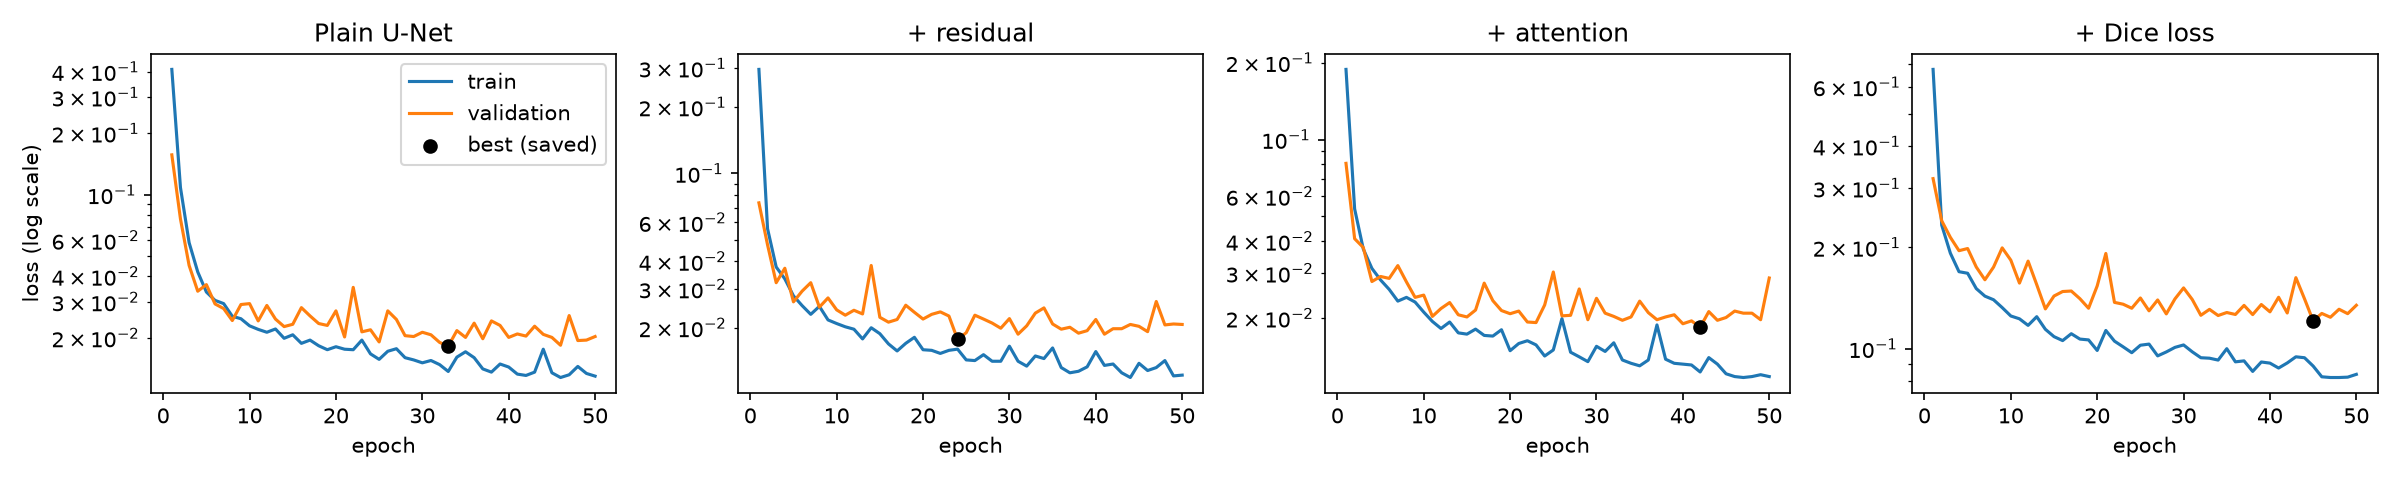 Plain U-Net
+ residual
+ attention
+ Dice loss
loss (log scale)
4 × 10⁻¹
3 × 10⁻¹
2 × 10⁻¹
10⁻¹
6 × 10⁻²
4 × 10⁻²
3 × 10⁻²
2 × 10⁻²
train
validation
best (saved)
0 10 20 30 40 50
epoch
3 × 10⁻¹
2 × 10⁻¹
10⁻¹
6 × 10⁻²
4 × 10⁻²
3 × 10⁻²
2 × 10⁻²
0 10 20 30 40 50
epoch
2 × 10⁻¹
10⁻¹
6 × 10⁻²
4 × 10⁻²
3 × 10⁻²
2 × 10⁻²
0 10 20 30 40 50
epoch
6 × 10⁻¹
4 × 10⁻¹
3 × 10⁻¹
2 × 10⁻¹
10⁻¹
0 10 20 30 40 50
epoch